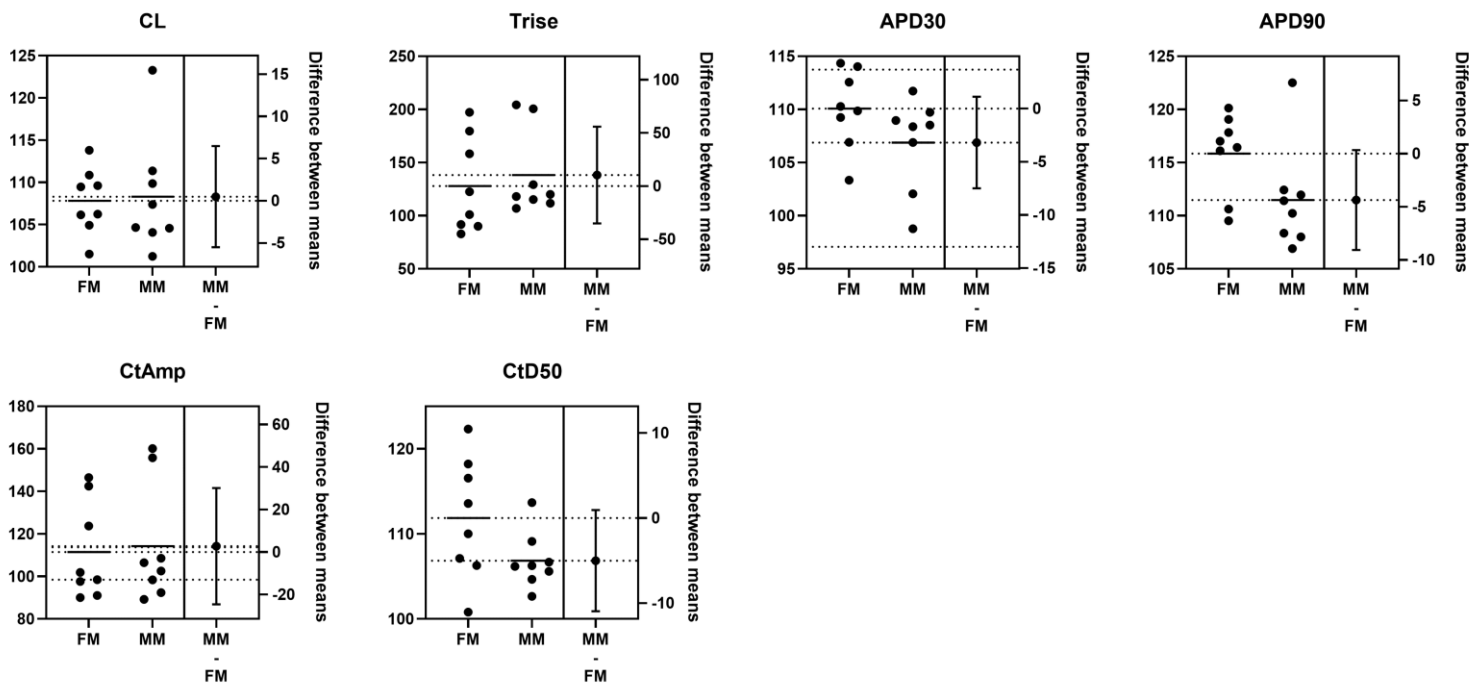 CL
125
120
115
110
105
100
15
10
5
0
-5
Difference between means
FM
MM
MM
-
FM
Trise
250
200
150
100
50
100
50
0
-50
Difference between means
FM
MM
MM
-
FM
APD30
115
110
105
100
95
0
-5
-10
-15
Difference between means
FM
MM
MM
-
FM
APD90
125
120
115
110
105
5
0
-5
-10
Difference between means
FM
MM
MM
-
FM
CtAmp
180
160
140
120
100
80
60
40
20
0
-20
Difference between means
FM
MM
MM
-
FM
CtD50
120
110
100
10
0
-10
Difference between means
FM
MM
MM
-
FM